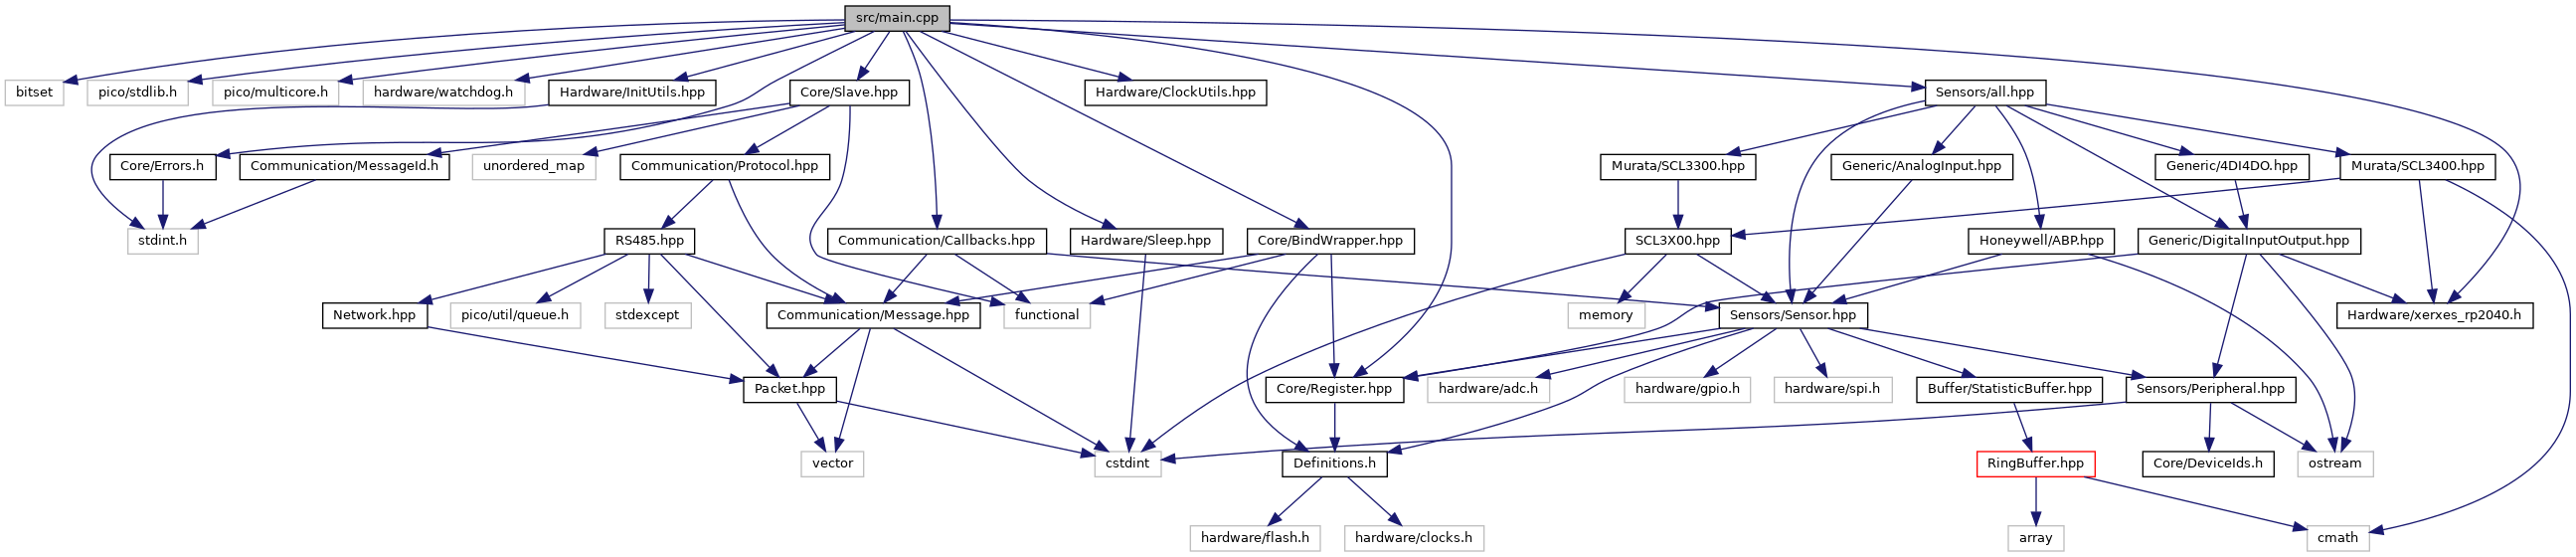 src/main.cpp
bitset
pico/stdlib.h
pico/multicore.h
hardware/watchdog.h
Hardware/InitUtils.hpp
Core/Slave.hpp
Hardware/ClockUtils.hpp
Sensors/all.hpp
Core/Errors.h
Communication/MessageId.h
unordered_map
Communication/Protocol.hpp
Murata/SCL3300.hpp
Generic/AnalogInput.hpp
Generic/4DI4DO.hpp
Murata/SCL3400.hpp
stdint.h
RS485.hpp
Communication/Callbacks.hpp
Hardware/Sleep.hpp
Core/BindWrapper.hpp
SCL3X00.hpp
Honeywell/ABP.hpp
Generic/DigitalInputOutput.hpp
Network.hpp
pico/util/queue.h
stdexcept
Communication/Message.hpp
functional
memory
Sensors/Sensor.hpp
Hardware/xerxes_rp2040.h
Packet.hpp
Core/Register.hpp
hardware/adc.h
hardware/gpio.h
hardware/spi.h
Buffer/StatisticBuffer.hpp
Sensors/Peripheral.hpp
vector
cstdint
Definitions.h
RingBuffer.hpp
Core/DeviceIds.h
ostream
hardware/flash.h
hardware/clocks.h
array
cmath